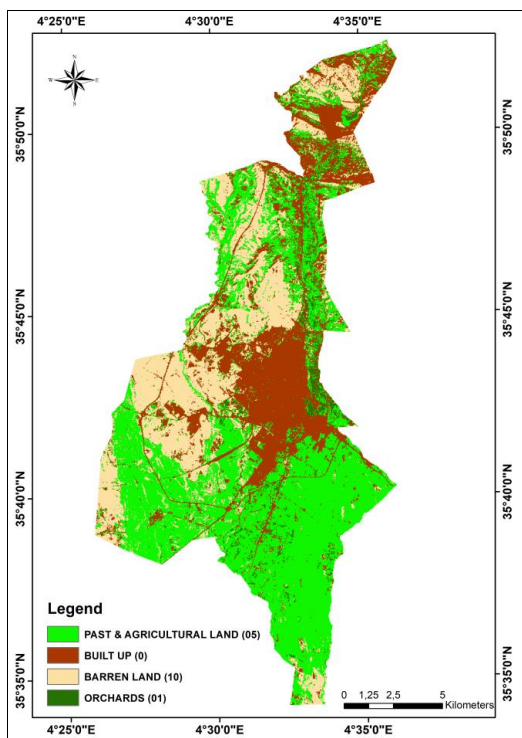 4°25'0"E 4°30'0"E 4°35'0"E
N
W E
S
35°50'0"N 35°50'0"N
35°45'0"N 35°45'0"N
35°40'0"N 35°40'0"N
Legend
PAST & AGRICULTURAL LAND (05)
BUILT UP (0)
BARREN LAND (10)
ORCHARDS (01)
35°35'0"N 35°35'0"N
0 1,25 2,5 5
Kilometers
4°25'0"E 4°30'0"E 4°35'0"E